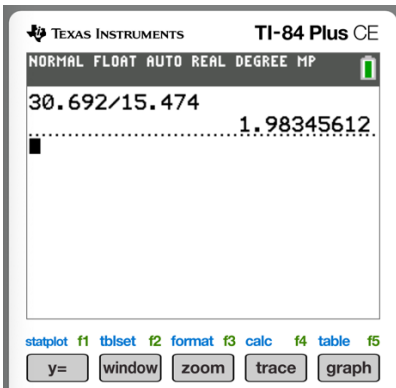 TEXAS INSTRUMENTS TI-84 Plus CE
NORMAL FLOAT AUTO REAL DEGREE MP
30.692/15.474
1.98345612
statplot f1 tblset f2 format f3 calc f4 table f5
y= window zoom trace graph